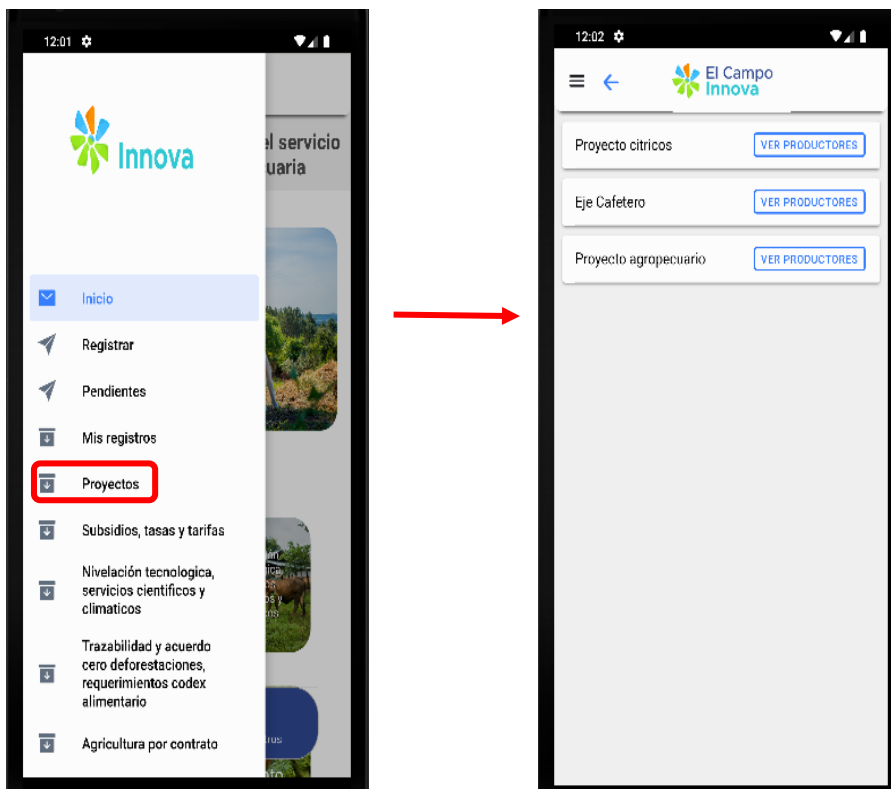 12:01
Innova
el servicio
uaria
Inicio
Registrar
Pendientes
Mis registros
Proyectos
Subsidios, tasas y tarifas
Nivelación tecnologica,
servicios cientificos y
climaticos
Trazabilidad y acuerdo
cero deforestaciones,
requerimientos codex
alimentario
Agricultura por contrato
12:02
El Campo
Innova
Proyecto citricos
VER PRODUCTORES
Eje Cafetero
VER PRODUCTORES
Proyecto agropecuario
VER PRODUCTORES